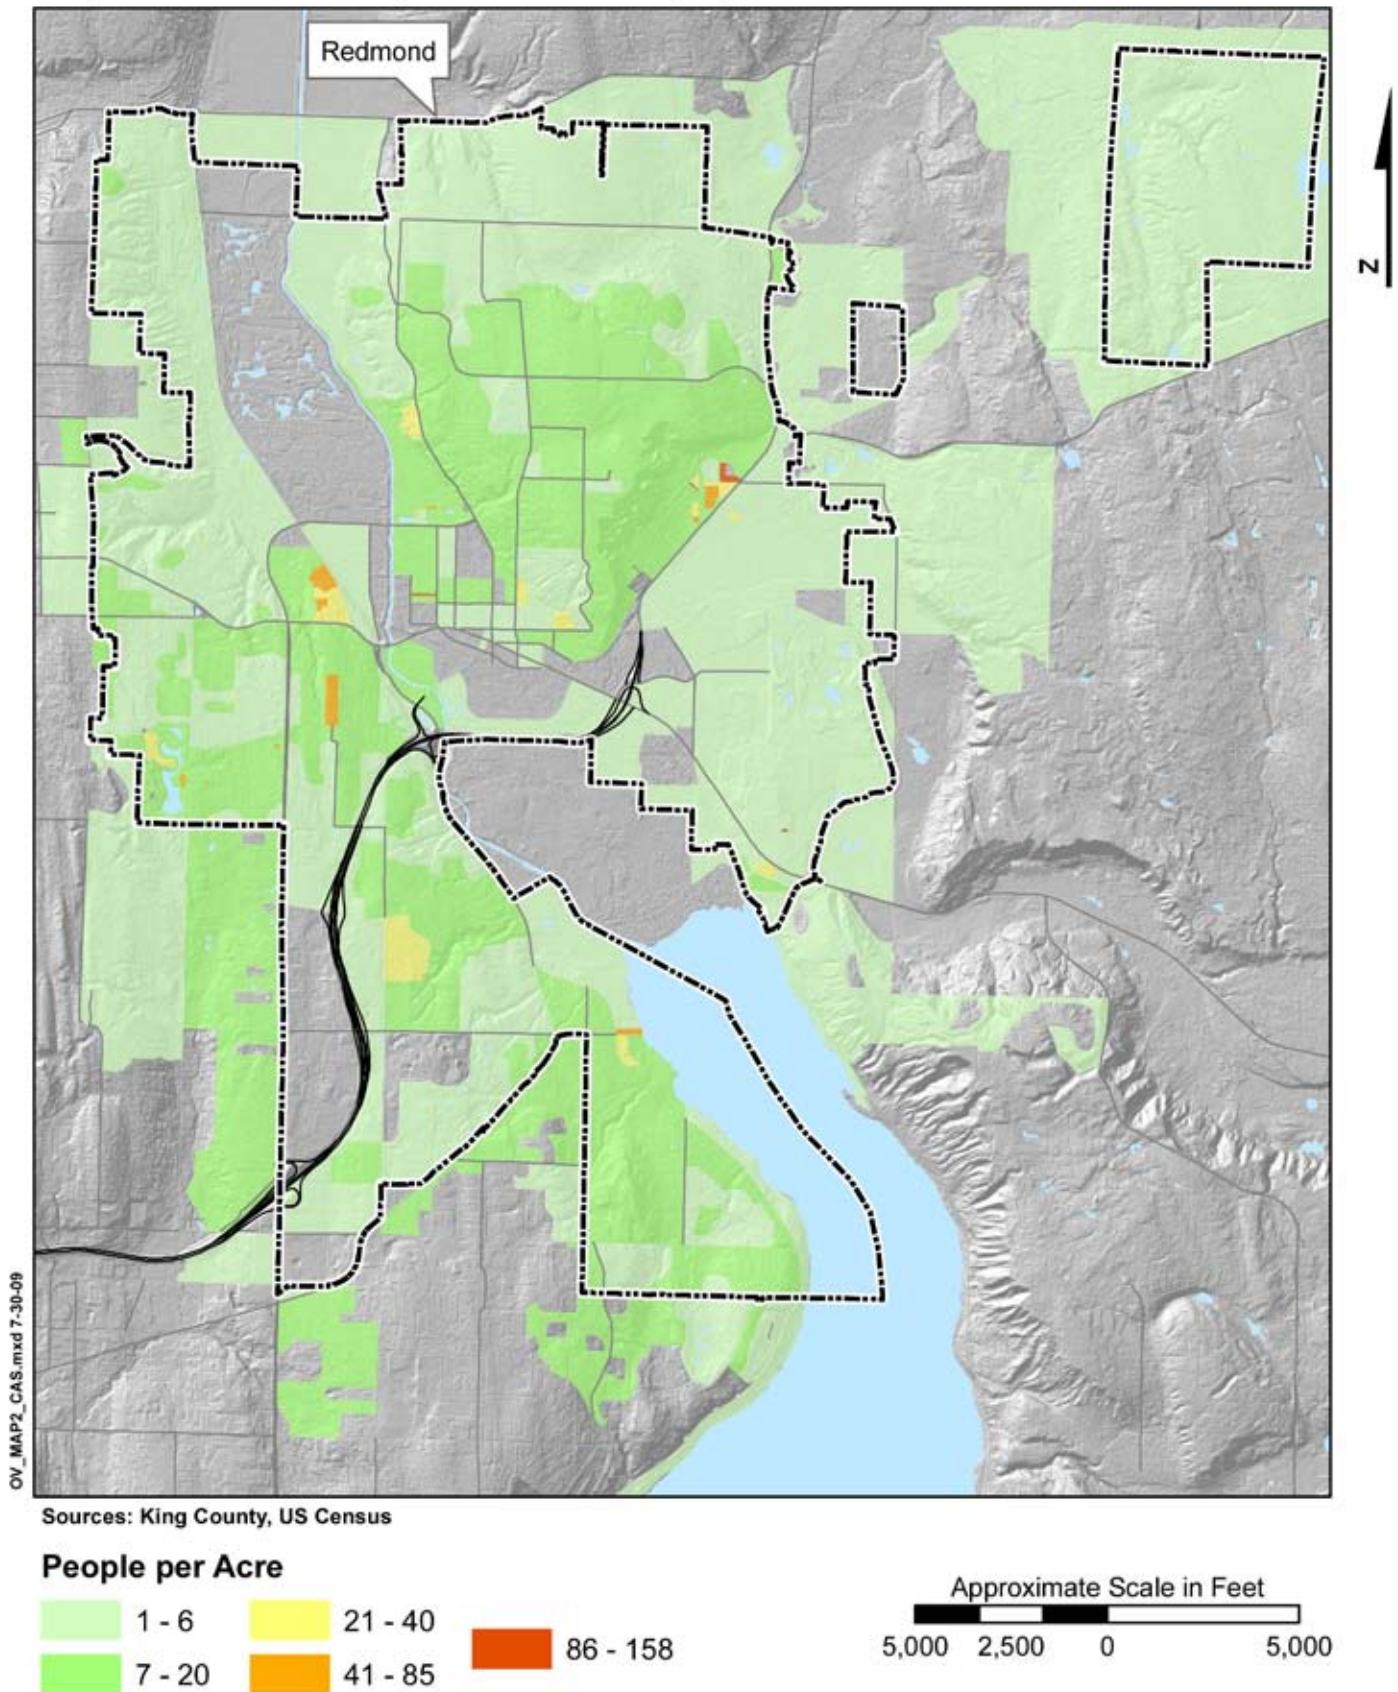 Redmond
N
OV_MAP2_CAS.mxd 7-30-09
Sources: King County, US Census
People per Acre
1 - 6
7 - 20
21 - 40
41 - 85
86 - 158
Approximate Scale in Feet
5,000 2,500 0 5,000